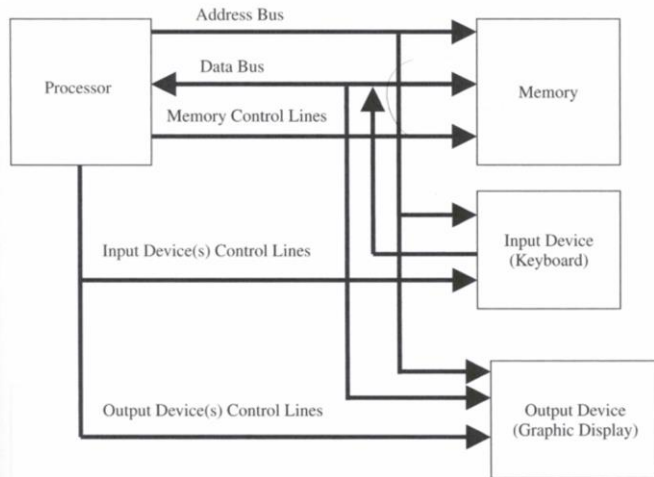 Address Bus
Data Bus
Processor
Memory
Memory Control Lines
Input Device(s) Control Lines
Input Device
(Keyboard)
Output Device(s) Control Lines
Output Device
(Graphic Display)